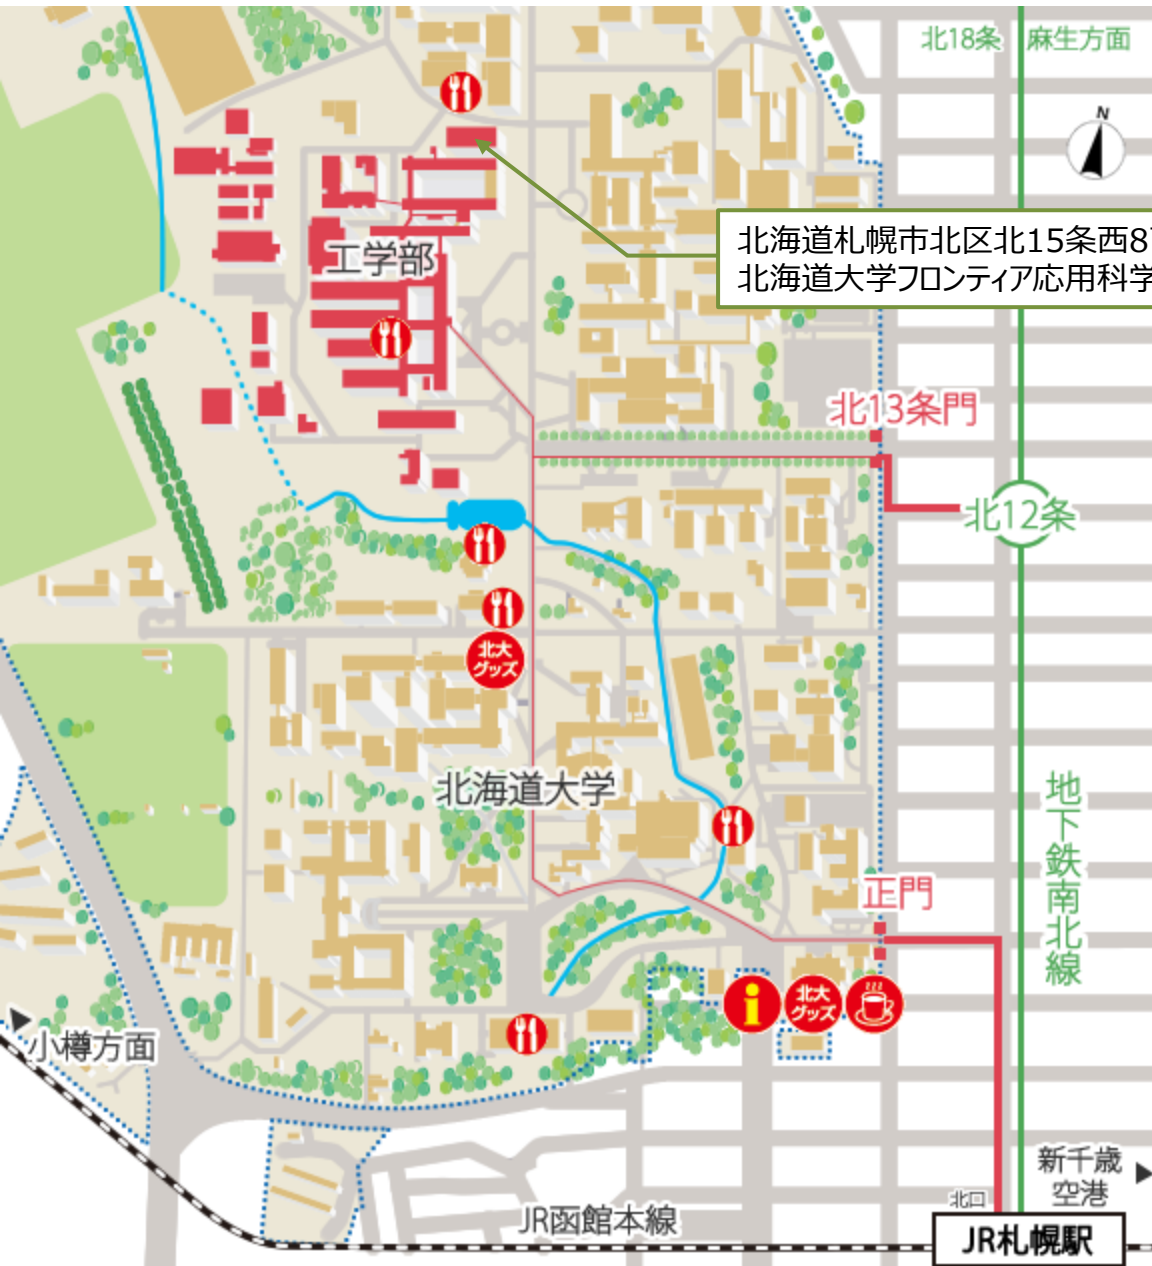 北18条
麻生方面
N
北海道札幌市北区北15条西8
北海道大学フロンティア応用科学
工学部
北13条門
北12条
北大
グッズ
北海道大学
地下鉄南北線
正門
i
北大
グッズ
小樽方面
新千歳
空港
北口
JR函館本線
JR札幌駅